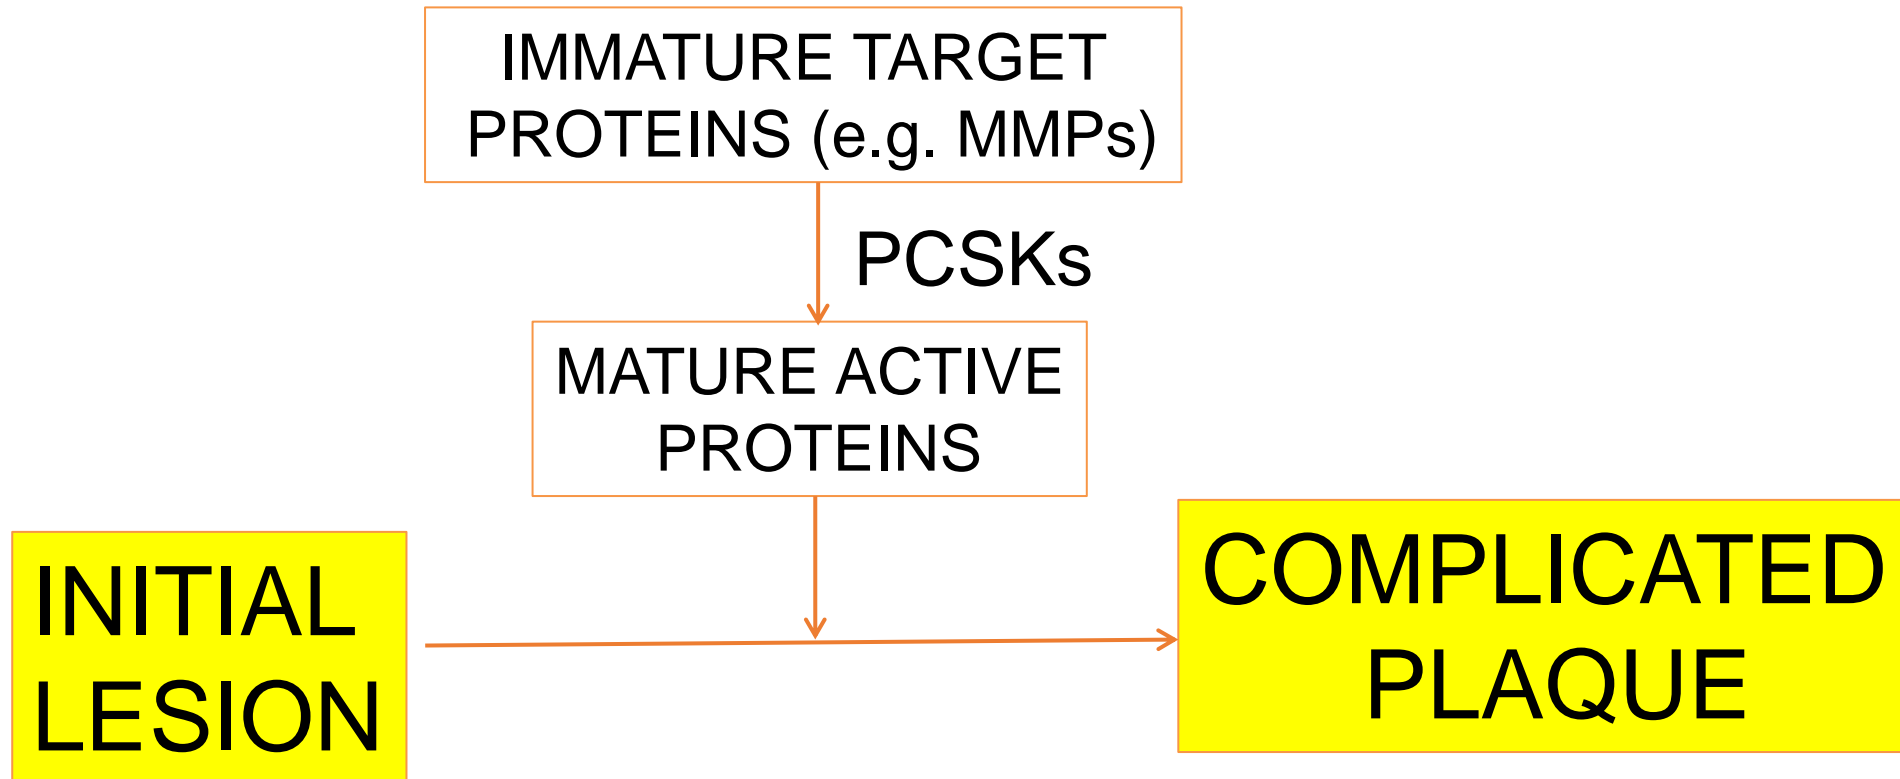 IMMATURE TARGET
PROTEINS (e.g. MMPs)
PCSKs
MATURE ACTIVE
PROTEINS
INITIAL
LESION
COMPLICATED
PLAQUE